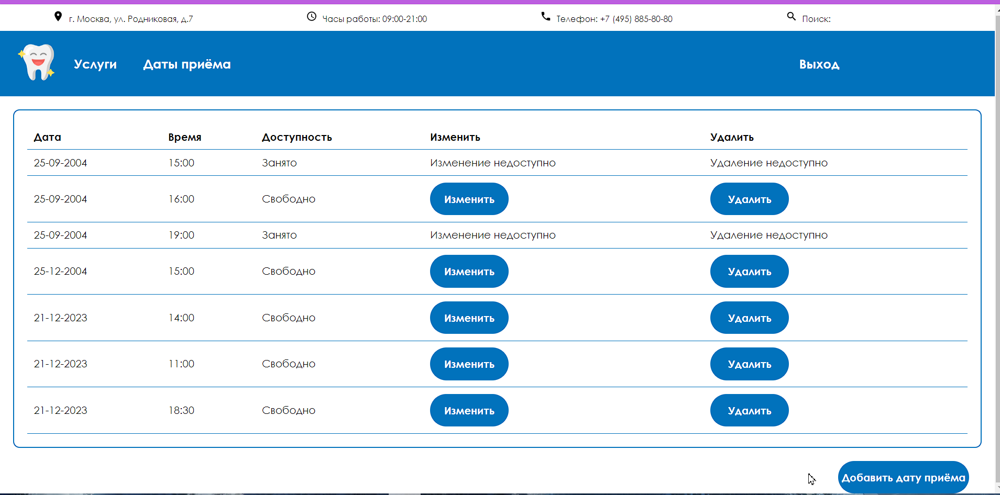 г. Москва, ул. Родниковая, д.7 Часы работы: 09:00-21:00 Телефон: +7 (495) 885-80-80 Поиск:
Услуги Даты приёма Выход
Дата Время Доступность Изменить Удалить
25-09-2004 15:00 Занято Изменение недоступно Удаление недоступно
25-09-2004 16:00 Свободно Изменить Удалить
25-09-2004 19:00 Занято Изменение недоступно Удаление недоступно
25-12-2004 15:00 Свободно Изменить Удалить
21-12-2023 14:00 Свободно Изменить Удалить
21-12-2023 11:00 Свободно Изменить Удалить
21-12-2023 18:30 Свободно Изменить Удалить
Добавить дату приёма